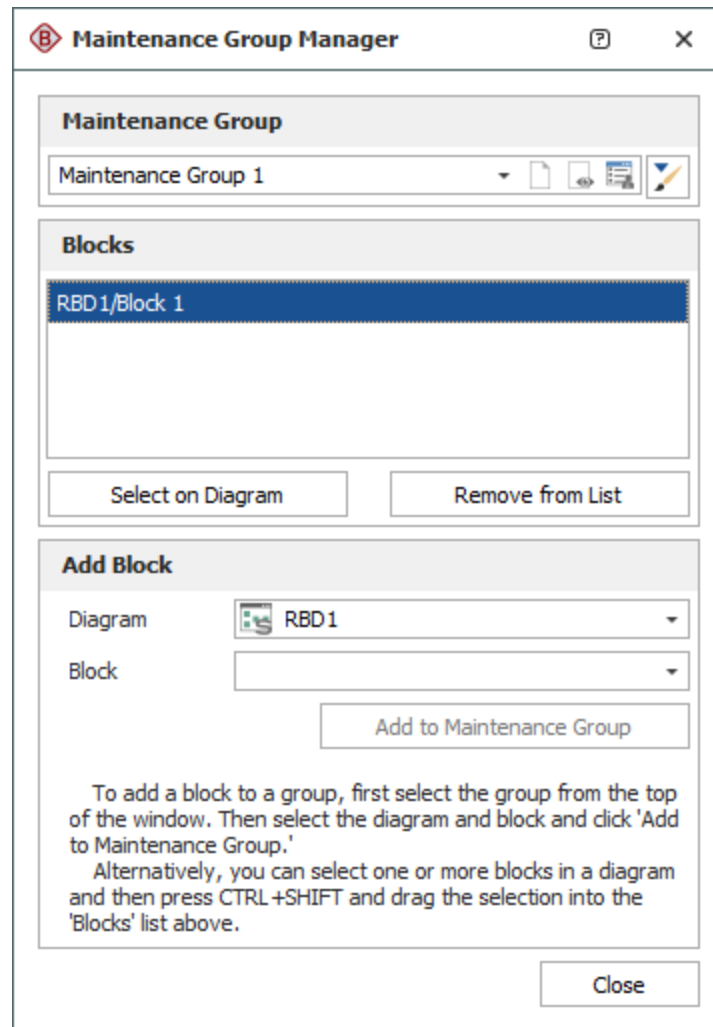 B Maintenance Group Manager
Maintenance Group
Maintenance Group 1
Blocks
RBD1/Block 1
Select on Diagram Remove from List
Add Block
Diagram RBD1
Block
Add to Maintenance Group
To add a block to a group, first select the group from the top
of the window. Then select the diagram and block and click 'Add
to Maintenance Group.'
Alternatively, you can select one or more blocks in a diagram
and then press CTRL+SHIFT and drag the selection into the
'Blocks' list above.
Close